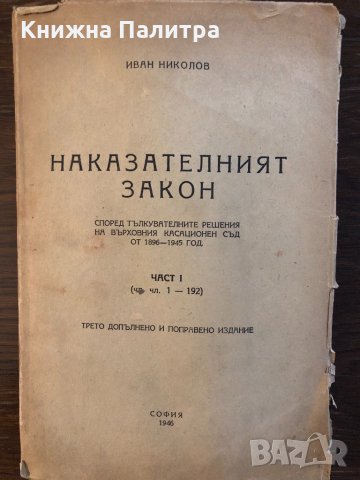 Книжна Палитра
ИВАН НИКОЛОВ
НАКАЗАТЕЛНИЯТ
ЗАКОН
СПОРЕД ТЪЛКУВАТЕЛНИТЕ РЕШЕНИЯ
НА ВЪРХОВНИЯ КАСАЦИОНЕН СЪД
ОТ 1896—1945 ГОД.
ЧАСТ I
чл. 1 — 192)
ТРЕТО ДОПЪЛНЕНО И ПОПРАВЕНО ИЗДАНИЕ
СОФИЯ
1946
BAZAR